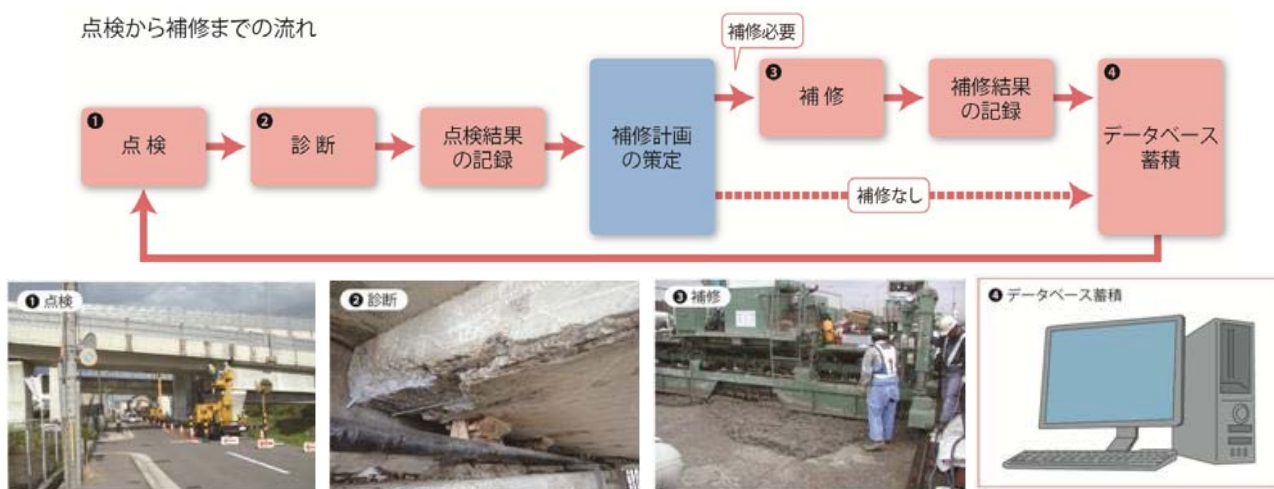 点検から補修までの流れ
補修必要
❶
点 検
❷
診 断
点検結果
の記録
補修計画
の策定
❸
補 修
補修結果
の記録
❹
データベース
蓄積
補修なし
❶ 点検
❷ 診断
❸ 補修
❹ データベース蓄積